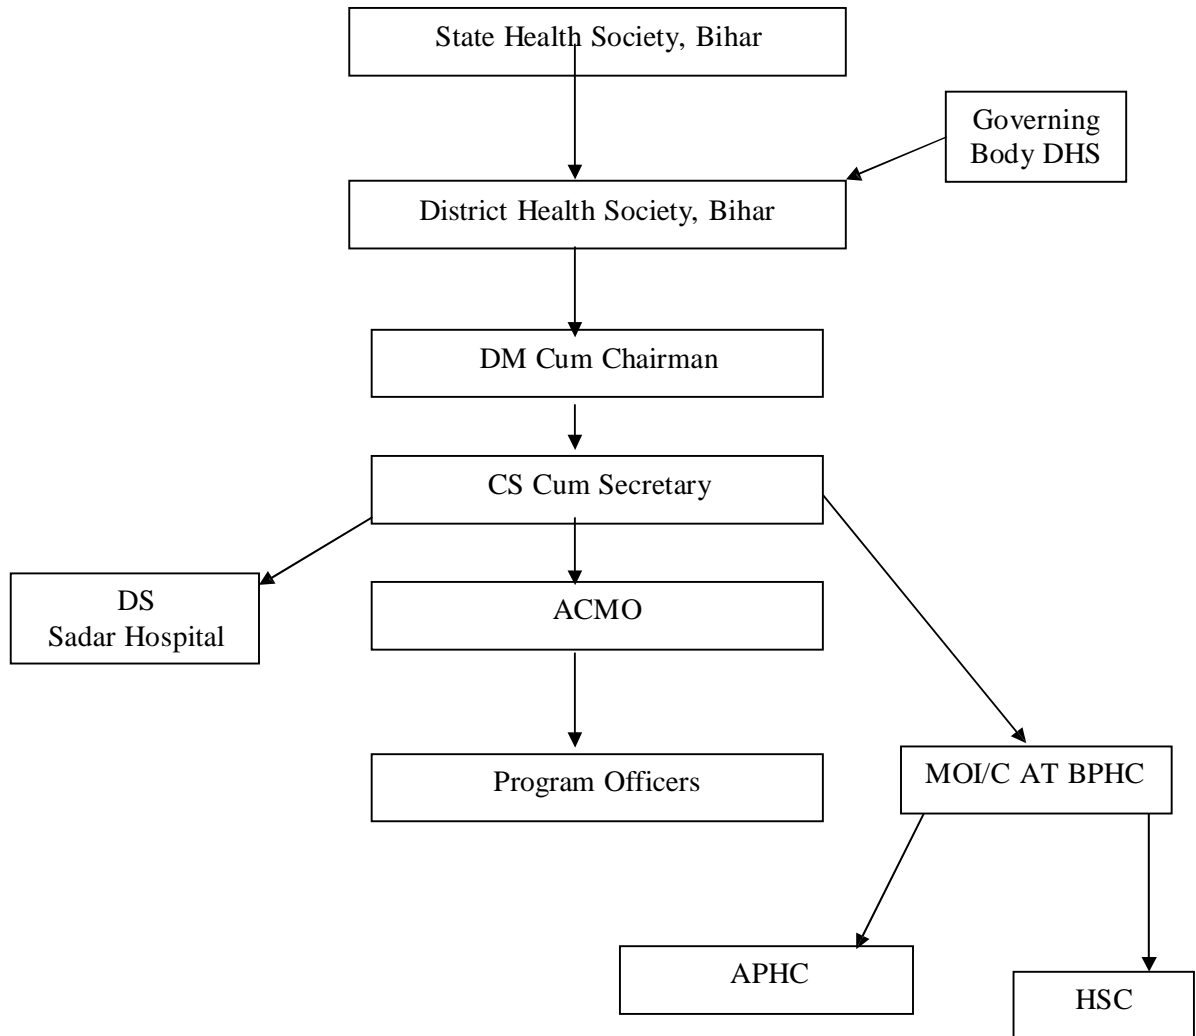 State Health Society, Bihar
Governing
Body DHS
District Health Society, Bihar
DM Cum Chairman
CS Cum Secretary
DS
Sadar Hospital
ACMO
Program Officers
MOI/C AT BPHC
APHC
HSC